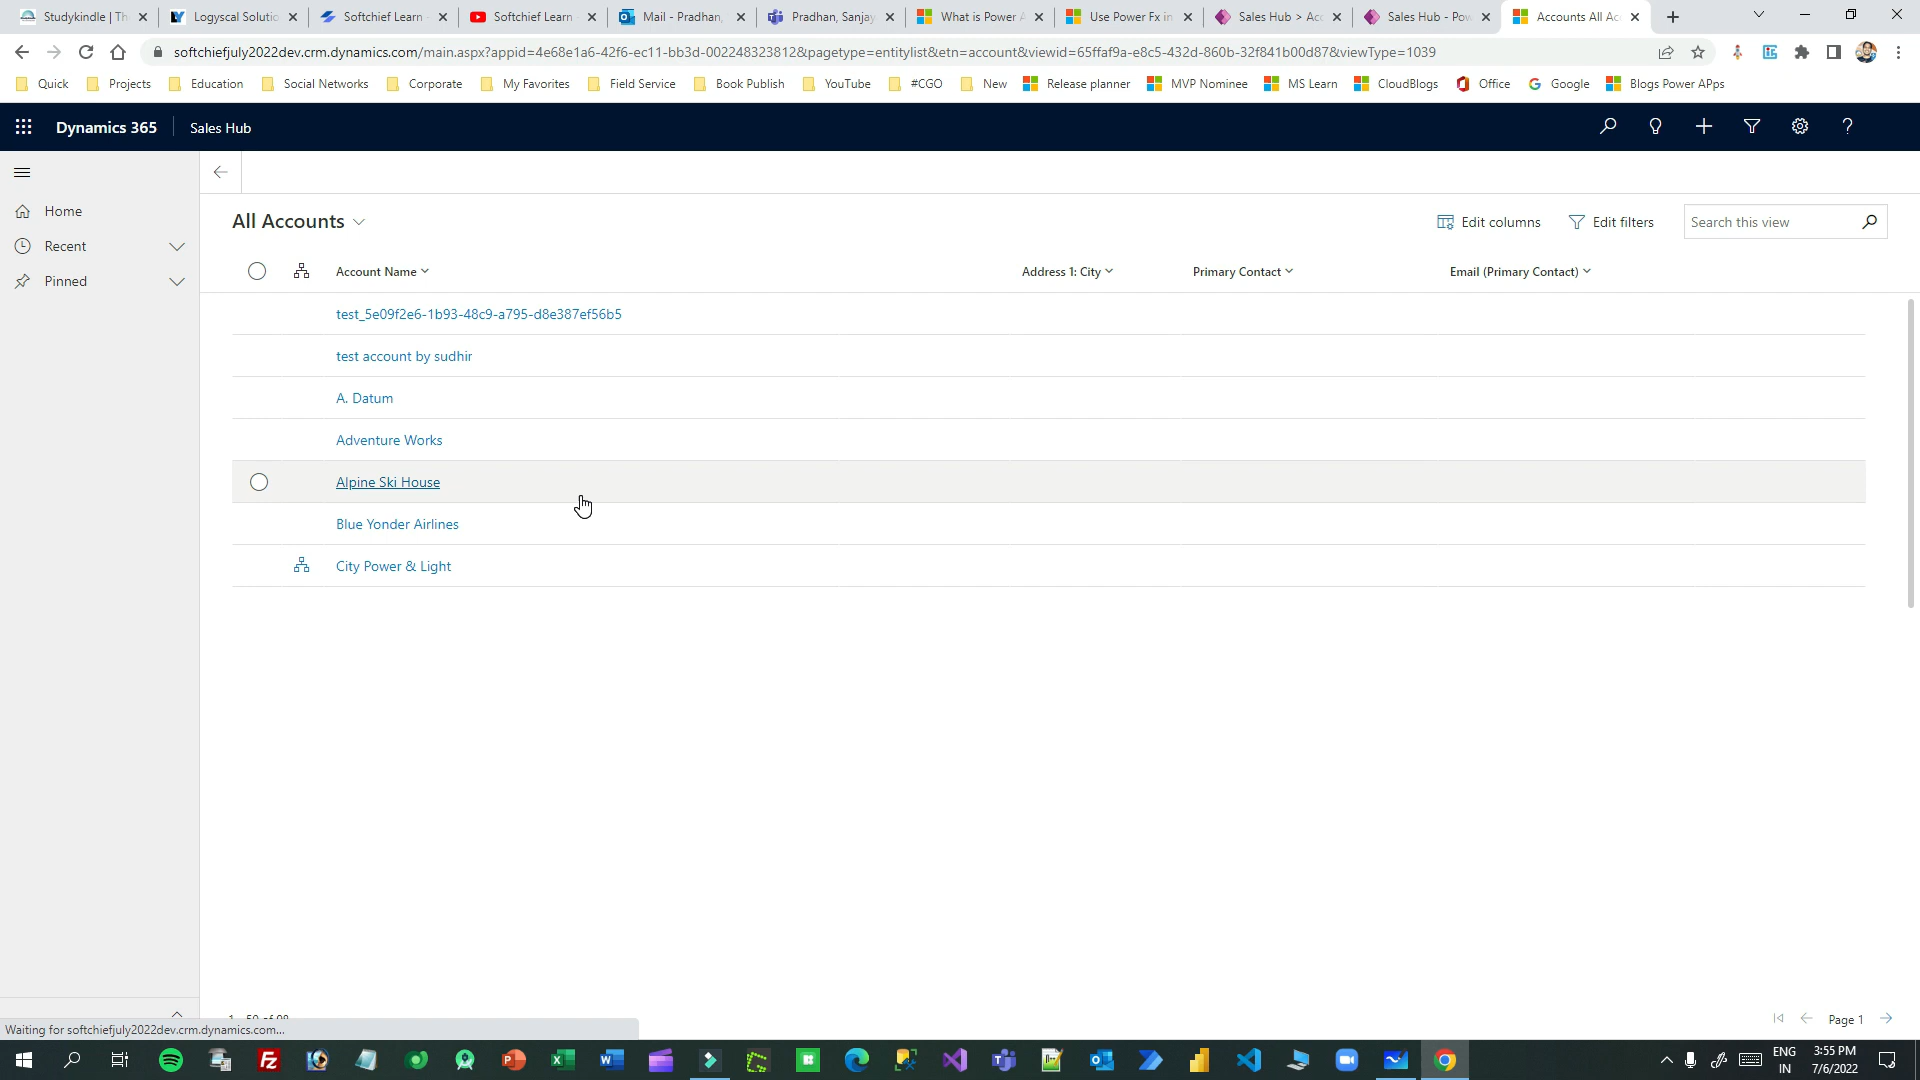 Studykindle | Th
Logyscal Solutio
Softchief Learn
Softchief Learn
Mail - Pradhan,
Pradhan, Sanjay
What is Power A
Use Power Fx in
Sales Hub > Acc
Sales Hub - Pow
Accounts All Ac
softchiefjuly2022dev.crm.dynamics.com/main.aspx?appid=4e68e1a6-42f6-ec11-bb3d-002248323812&pagetype=entitylist&etn=account&viewid=65ffaf9a-e8c5-432d-860b-32f841b00d87&viewType=1039
Quick
Projects
Education
Social Networks
Corporate
My Favorites
Field Service
Book Publish
YouTube
#CGO
New
Release planner
MVP Nominee
MS Learn
CloudBlogs
Office
Google
Blogs Power APps
Dynamics 365
Sales Hub
Home
Recent
Pinned
All Accounts
Edit columns
Edit filters
Search this view
Account Name
Address 1: City
Primary Contact
Email (Primary Contact)
test_5e09f2e6-1b93-48c9-a795-d8e387ef56b5
test account by sudhir
A. Datum
Adventure Works
Alpine Ski House
Blue Yonder Airlines
City Power & Light
Page 1
Waiting for softchiefjuly2022dev.crm.dynamics.com...
ENG
IN
3:55 PM
7/6/2022